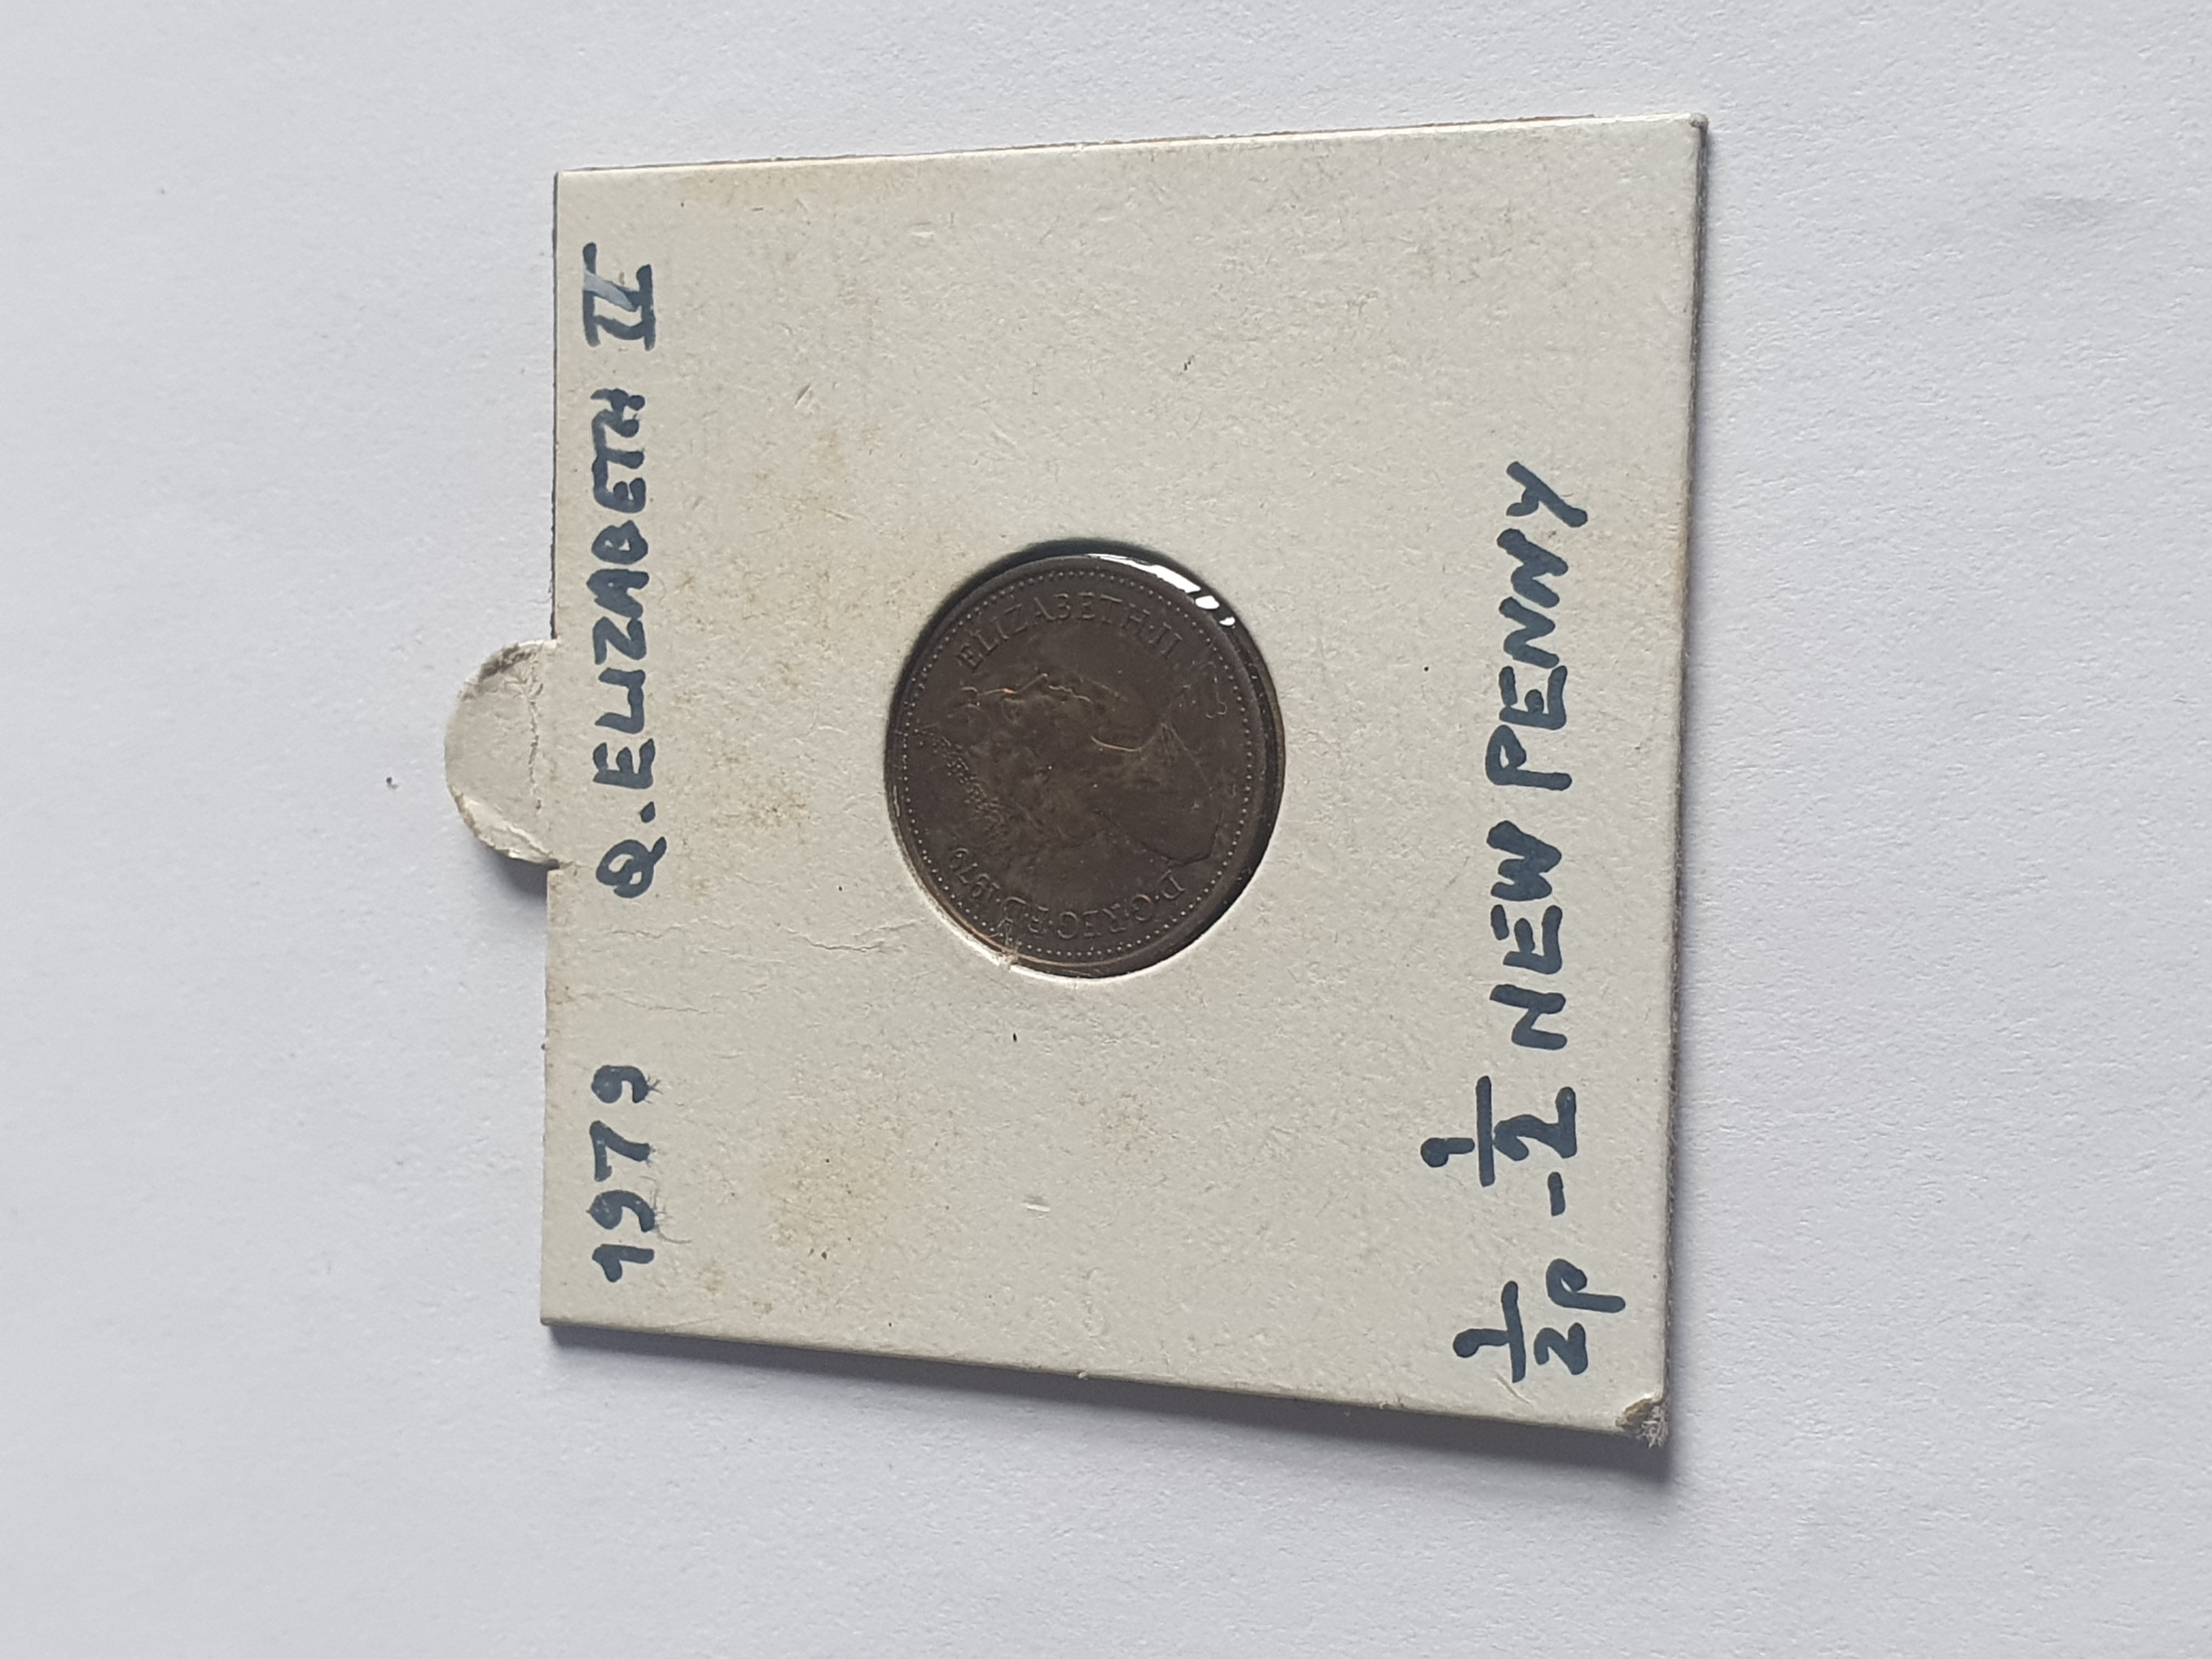 1979 Q. ELIZABETH II
D·G·REG·F·D·1979
ELIZABETH·II
½P - ½ NEW PENNY